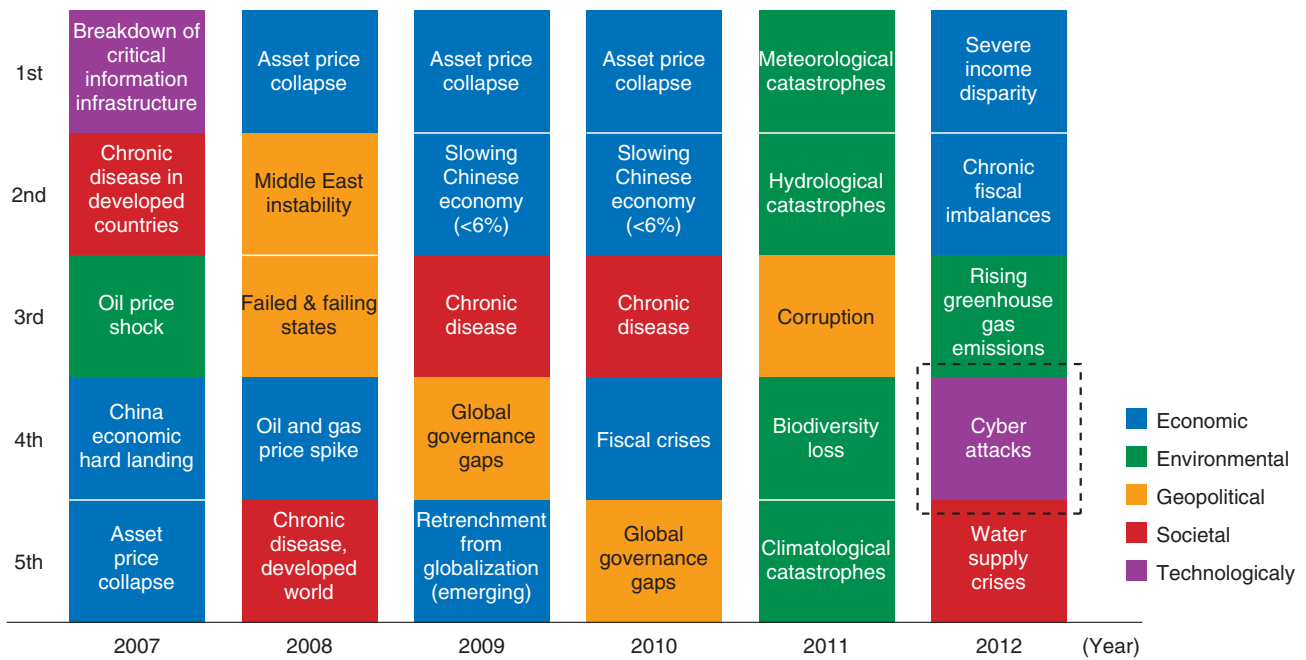 1st
Breakdown of
critical
information
infrastructure
Asset price
collapse
Asset price
collapse
Asset price
collapse
Meteorological
catastrophes
Severe
income
disparity
2nd
Chronic
disease in
developed
countries
Middle East
instability
Slowing
Chinese
economy
(<6%)
Slowing
Chinese
economy
(<6%)
Hydrological
catastrophes
Chronic
fiscal
imbalances
3rd
Oil price
shock
Failed & failing
states
Chronic
disease
Chronic
disease
Corruption
Rising
greenhouse
gas
emissions
4th
China
economic
hard landing
Oil and gas
price spike
Global
governance
gaps
Fiscal crises
Biodiversity
loss
Cyber
attacks
5th
Asset
price
collapse
Chronic
disease,
developed
world
Retrenchment
from
globalization
(emerging)
Global
governance
gaps
Climatological
catastrophes
Water
supply
crises
Economic
Environmental
Geopolitical
Societal
Technologicaly
2007
2008
2009
2010
2011
2012
(Year)